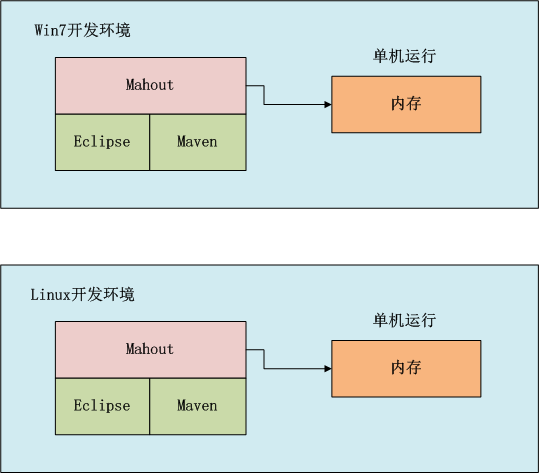 Win7开发环境
单机运行
Mahout
内存
Eclipse
Maven
Linux开发环境
单机运行
Mahout
内存
Eclipse
Maven